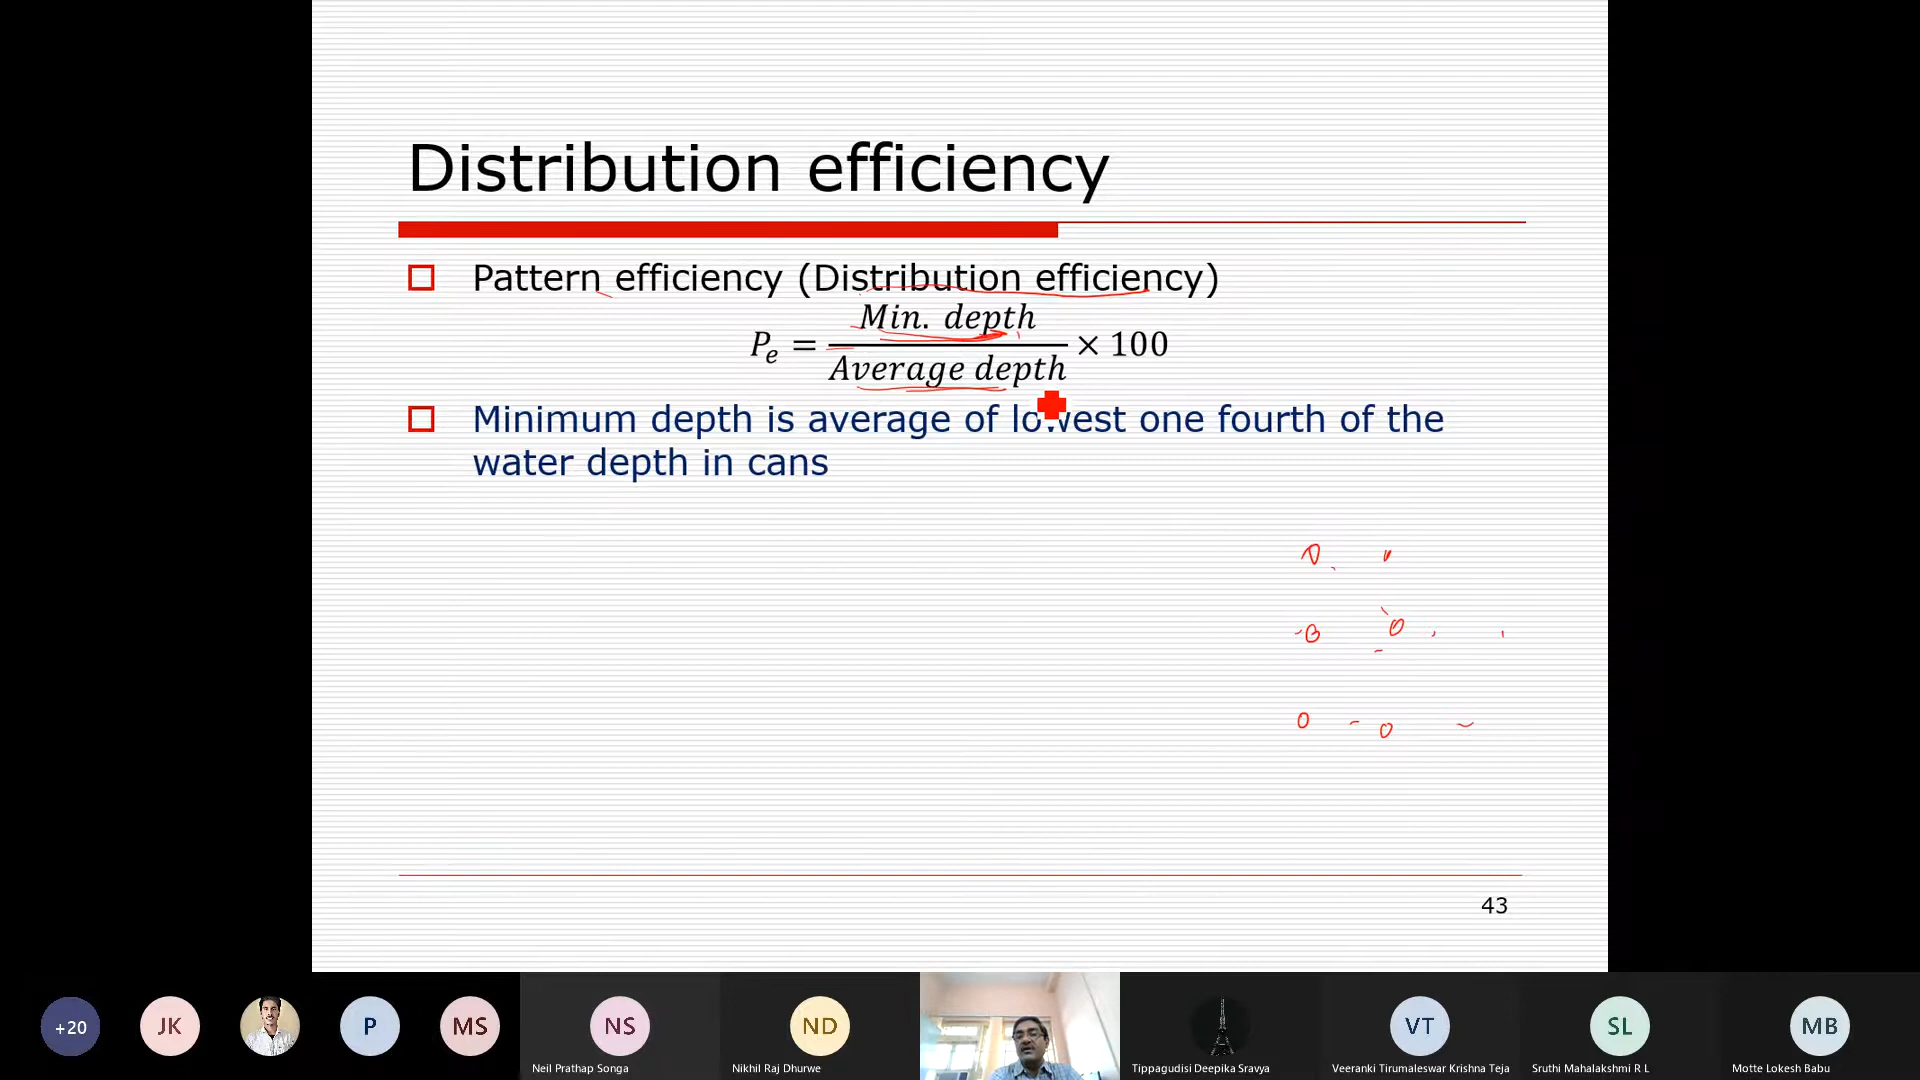 Distribution efficiency
Pattern efficiency (Distribution efficiency)
Pₑ = Min. depth / Average depth × 100
Minimum depth is average of lowest one fourth of the
water depth in cans
43
+20
JK
P
MS
NS
Neil Prathap Songa
ND
Nikhil Raj Dhurwe
Tippagudisi Deepika Sravya
VT
Veeranki Tirumaleswar Krishna Teja
SL
Sruthi Mahalakshmi R L
MB
Motte Lokesh Babu